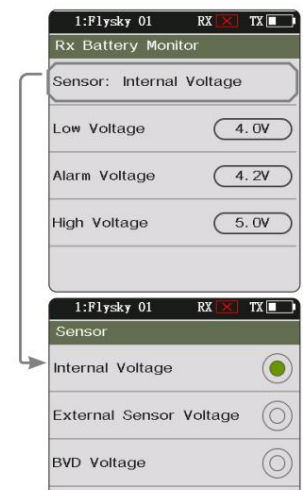 1:Flysky 01 RX TX
Rx Battery Monitor
Sensor: Internal Voltage
Low Voltage 4.0V
Alarm Voltage 4.2V
High Voltage 5.0V
1:Flysky 01 RX TX
Sensor
Internal Voltage
External Sensor Voltage
BVD Voltage